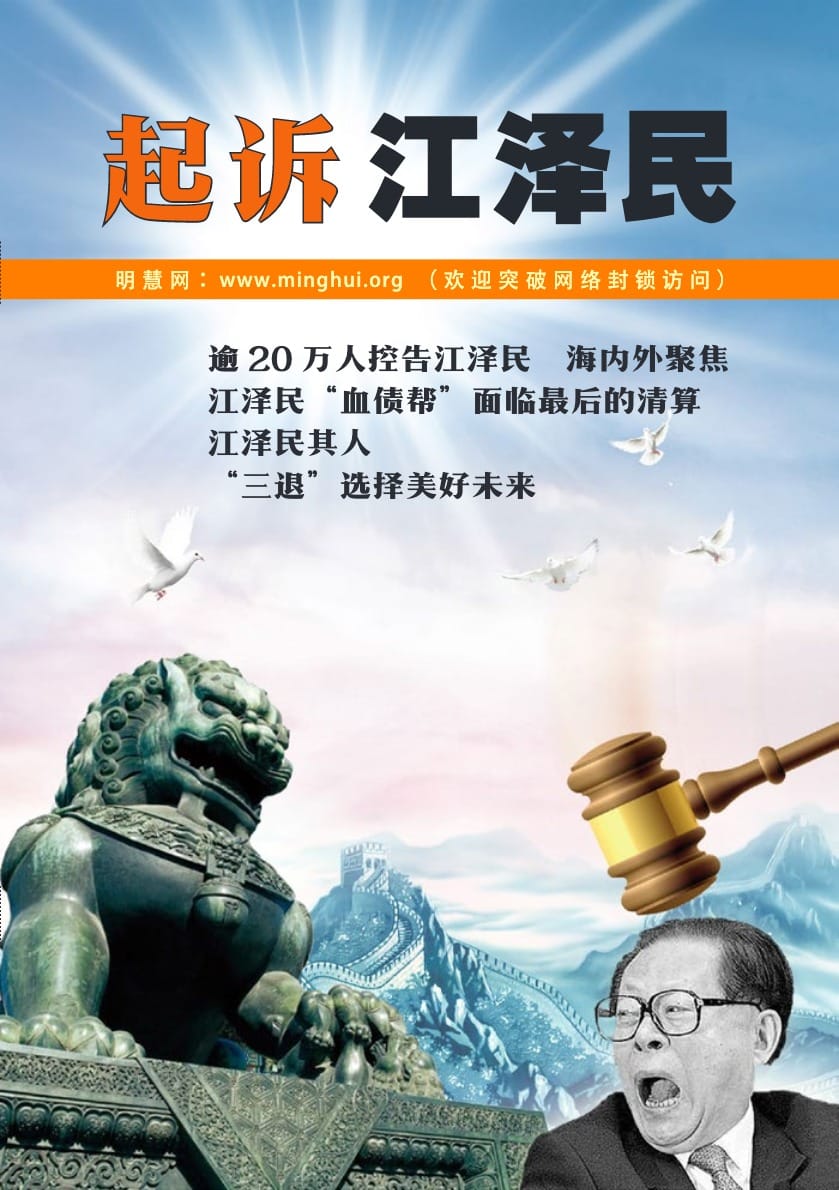 起诉 江泽民
明慧网：www.minghui.org （欢迎突破网络封锁访问）
逾 20 万人控告江泽民　海内外聚焦
江泽民“血债帮”面临最后的清算
江泽民其人
“三退”选择美好未来